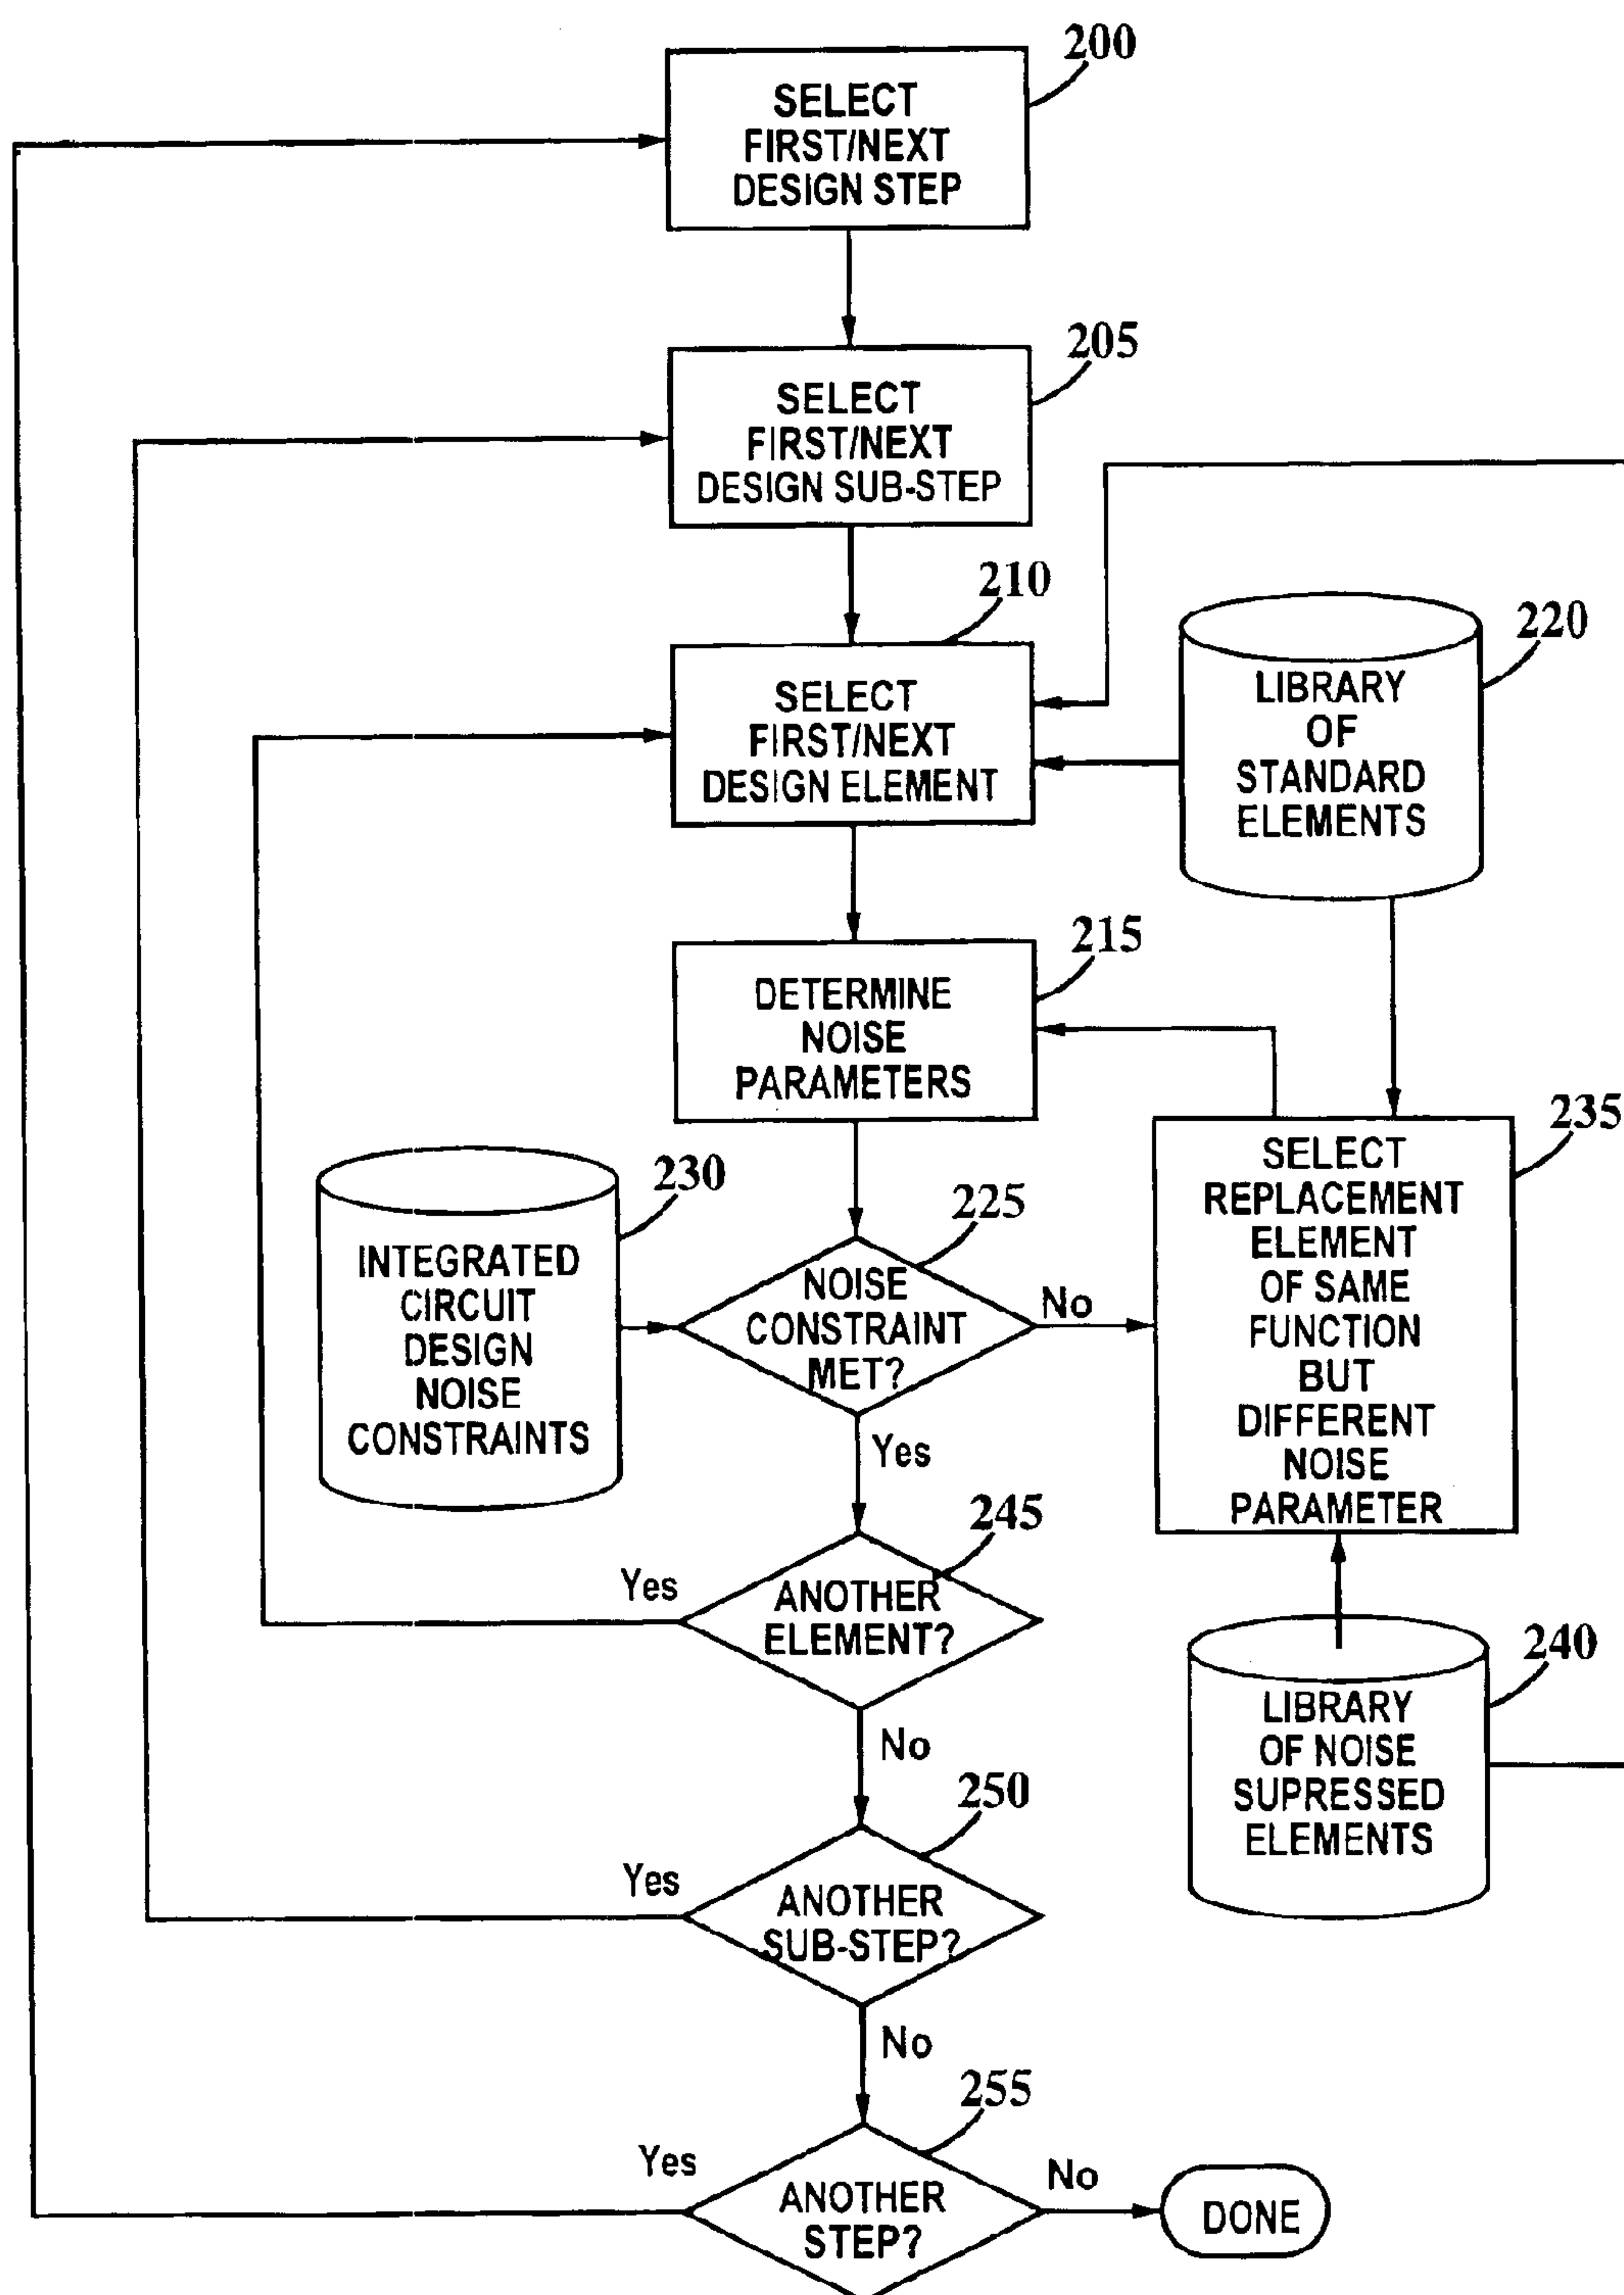 200
SELECT
FIRST/NEXT
DESIGN STEP
205
SELECT
FIRST/NEXT
DESIGN SUB-STEP
210
SELECT
FIRST/NEXT
DESIGN ELEMENT
220
LIBRARY
OF
STANDARD
ELEMENTS
215
DETERMINE
NOISE
PARAMETERS
230
INTEGRATED
CIRCUIT
DESIGN
NOISE
CONSTRAINTS
225
NOISE
CONSTRAINT
MET?
No
Yes
235
SELECT
REPLACEMENT
ELEMENT
OF SAME
FUNCTION
BUT
DIFFERENT
NOISE
PARAMETER
245
Yes
ANOTHER
ELEMENT?
No
240
LIBRARY
OF NOISE
SUPRESSED
ELEMENTS
250
Yes
ANOTHER
SUB-STEP?
No
255
Yes
ANOTHER
STEP?
No
DONE